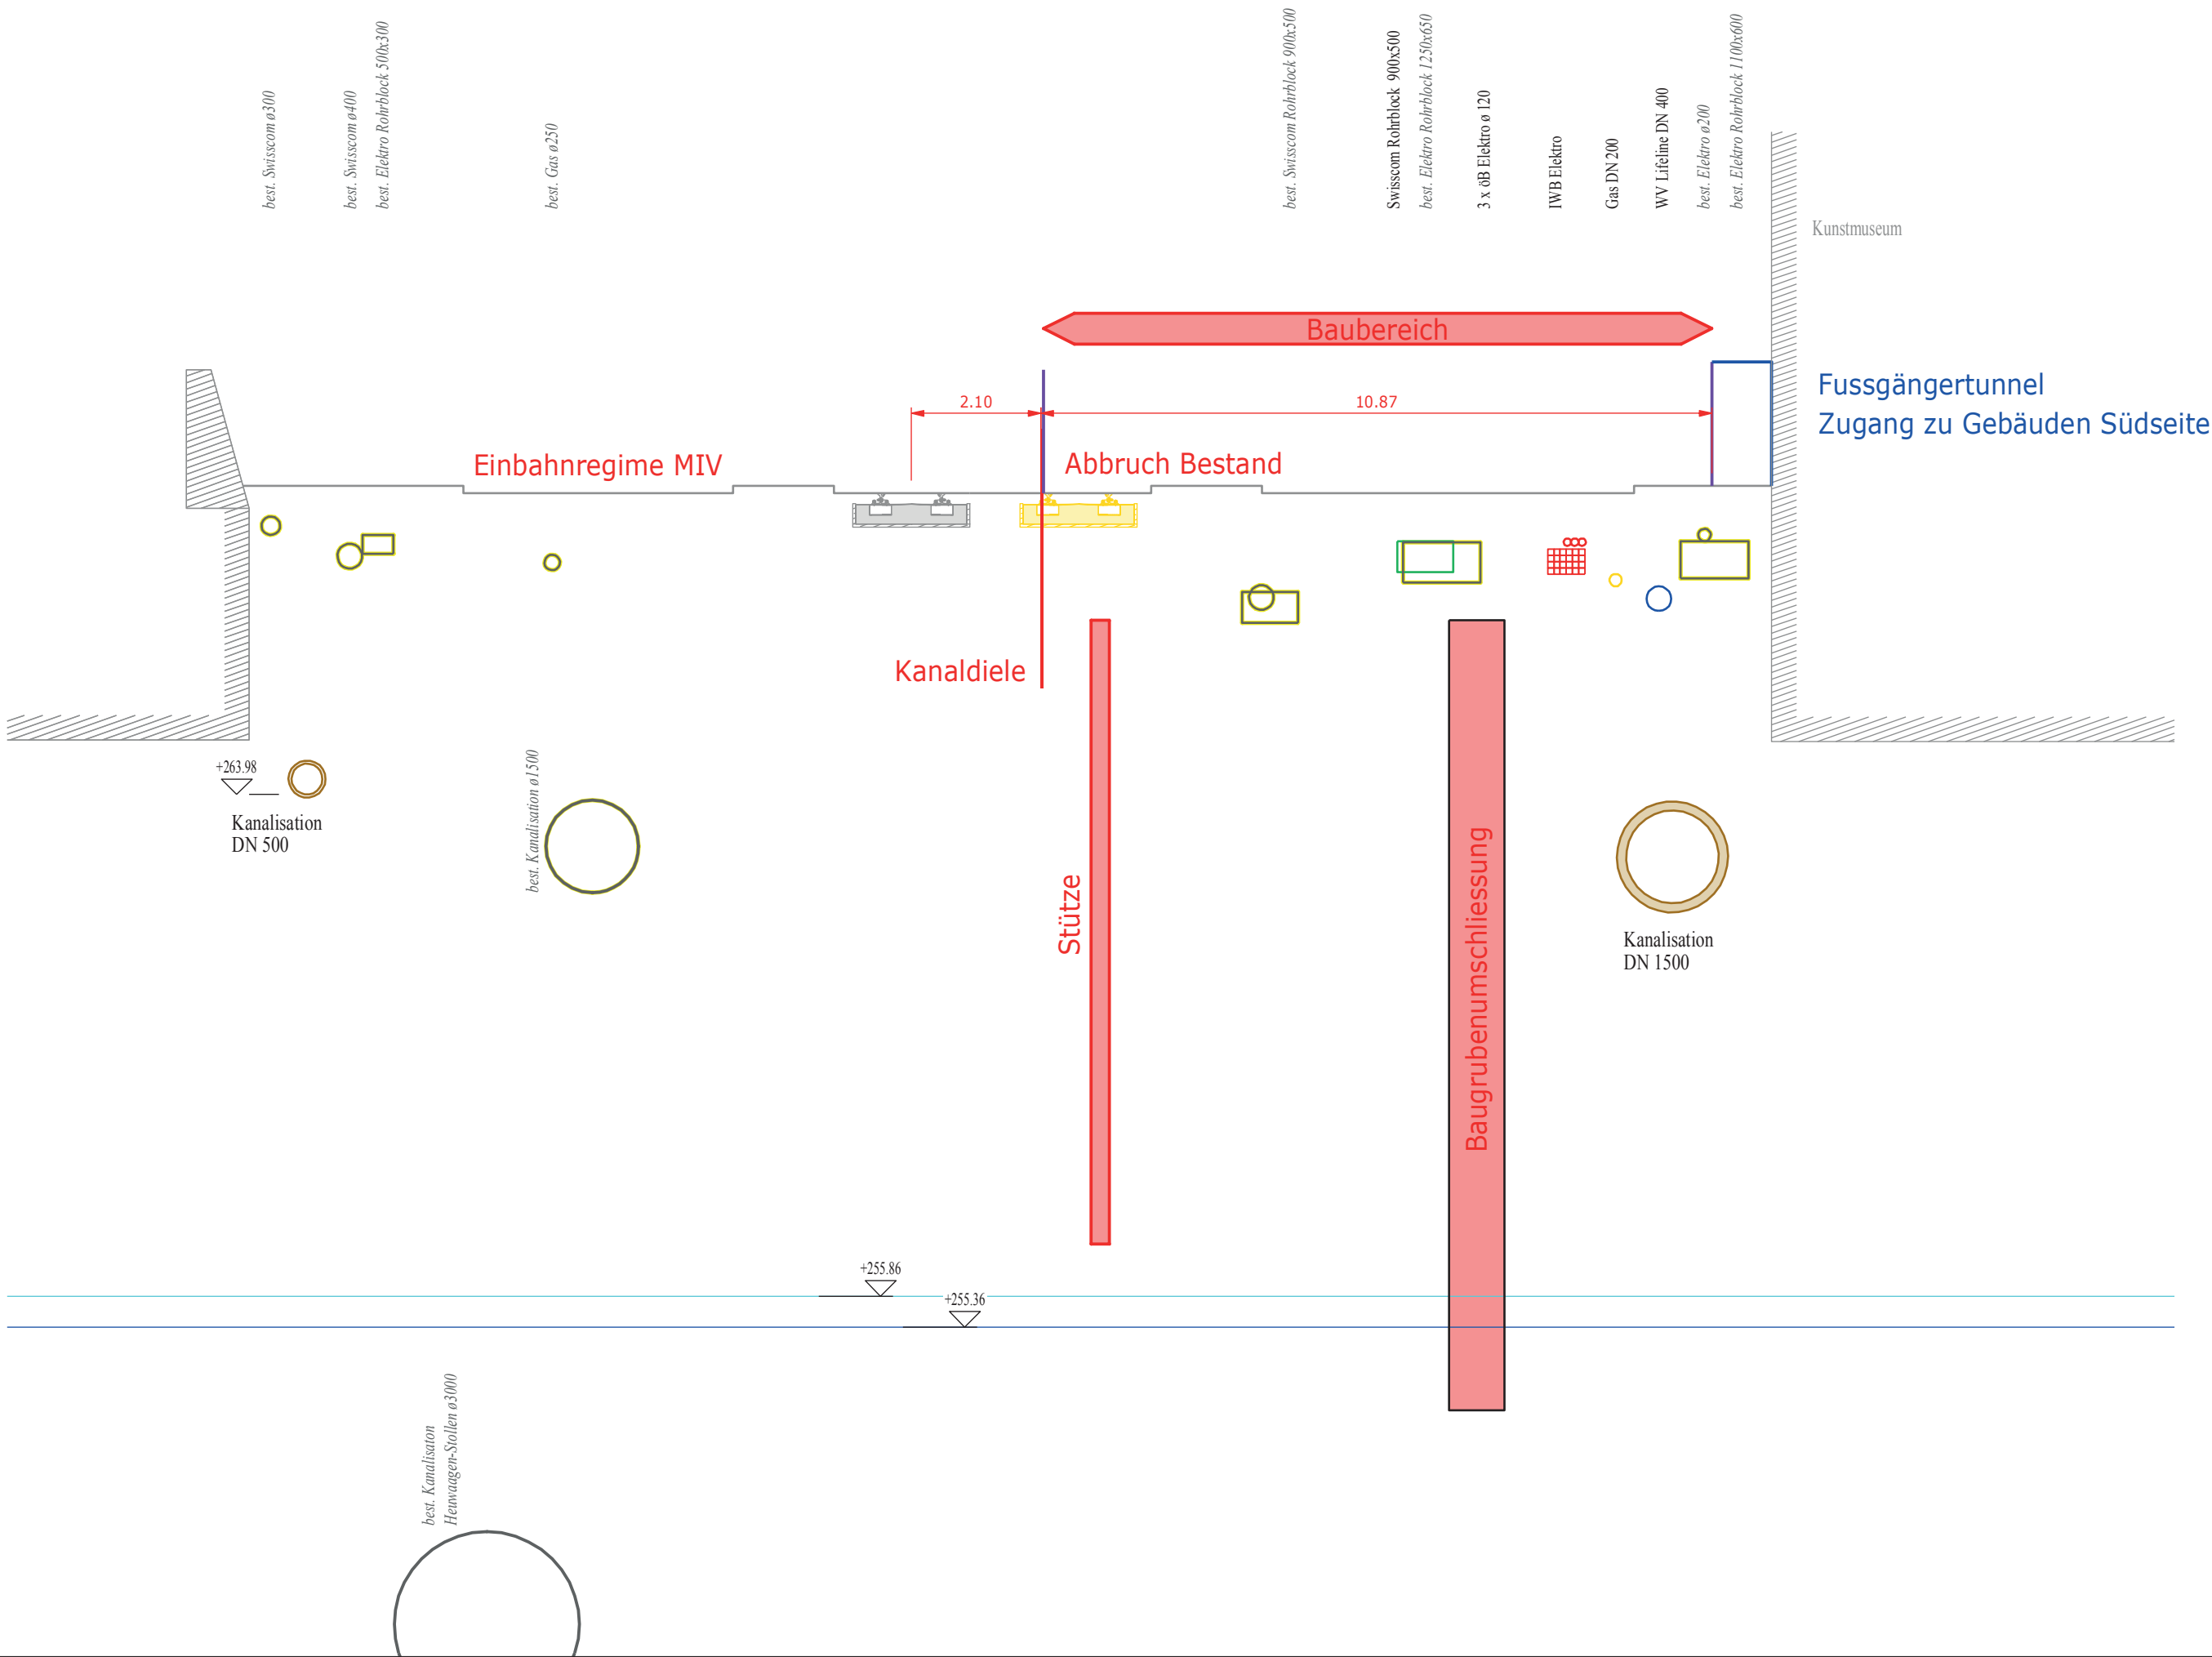 best. Swisscom ø300
best. Swisscom ø400
best. Elektro Rohrblock 500x300
best. Gas ø250
best. Swisscom Rohrblock 900x500
Swisscom Rohrblock 900x500
best. Elektro Rohrblock 1250x650
3 x öB Elektro ø 120
IWB Elektro
Gas DN 200
WV Lifeline DN 400
best. Elektro ø200
best. Elektro Rohrblock 1100x600
Kunstmuseum
Baubereich
Fussgängertunnel
Zugang zu Gebäuden Südseite
2.10
10.87
Einbahnregime MIV
Abbruch Bestand
Kanaldiele
+263.98
Kanalisation
DN 500
best. Kanalisation ø1500
Stütze
Baugrubenumschliessung
Kanalisation
DN 1500
+255.86
+255.36
best. Kanalisaton
Heuwaagen-Stollen ø3000